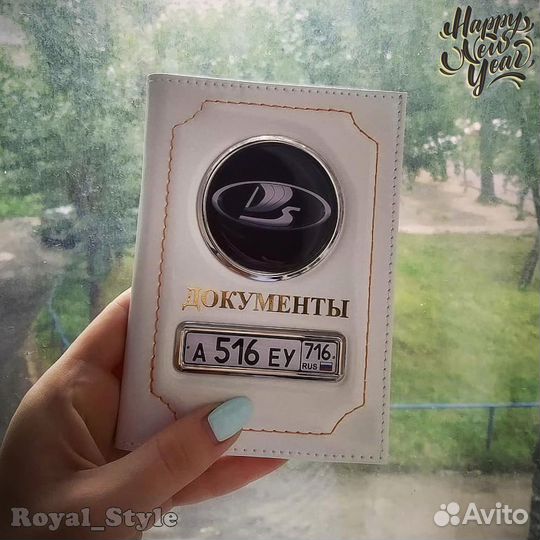 Happy
New
Year
ДОКУМЕНТЫ
А 516 ЕУ 716
RUS
Royal_Style
Avito